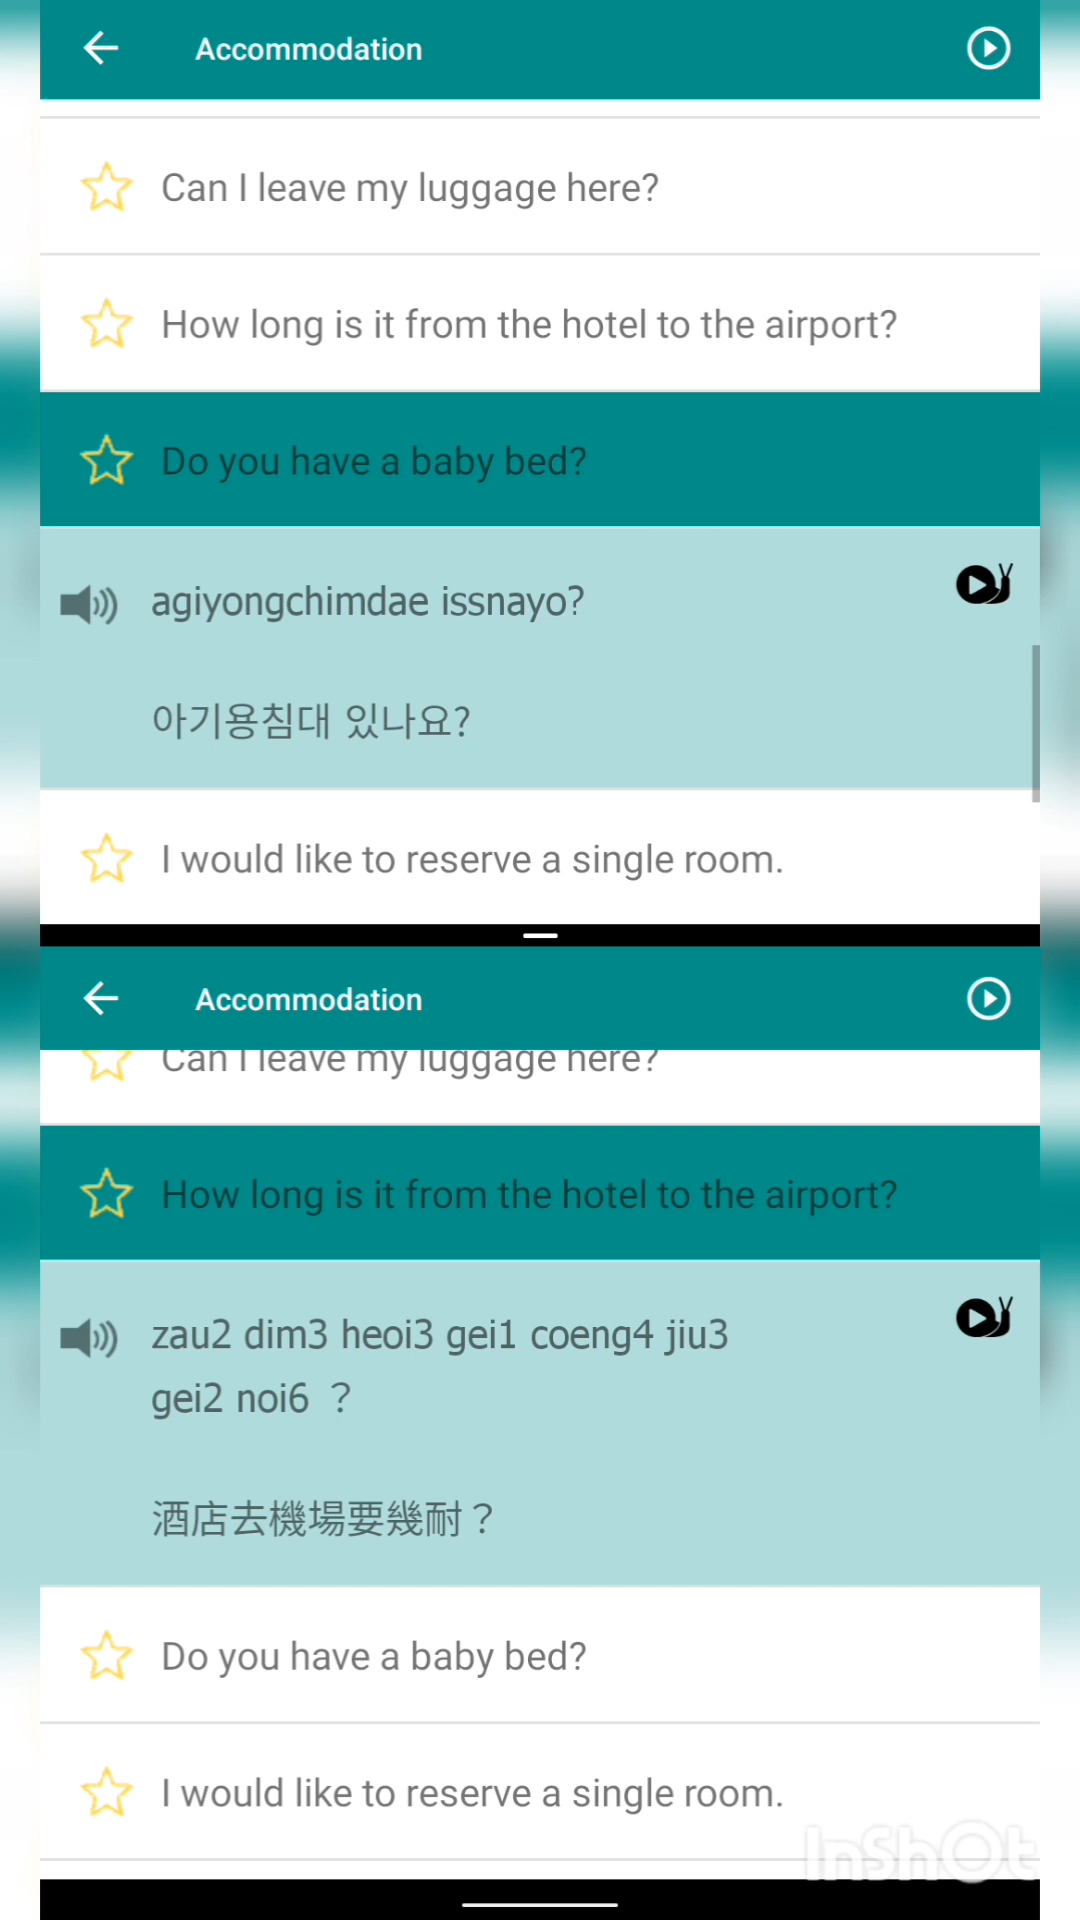 Accommodation
Can I leave my luggage here?
How long is it from the hotel to the airport?
Do you have a baby bed?
agiyongchimdae issnayo?
아기용침대 있나요?
I would like to reserve a single room.
Accommodation
Can I leave my luggage here?
How long is it from the hotel to the airport?
zau2 dim3 heoi3 gei1 coeng4 jiu3
gei2 noi6 ？
酒店去機場要幾耐？
Do you have a baby bed?
I would like to reserve a single room.
InShOt